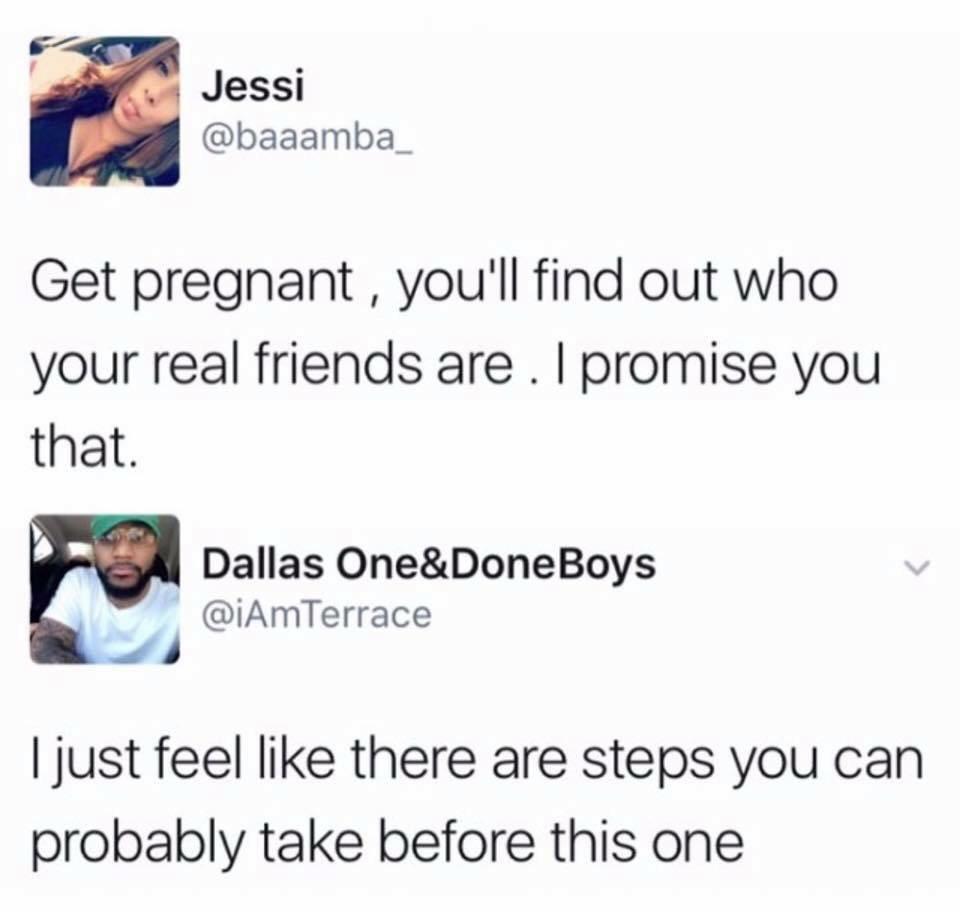 Jessi
@baaamba_
Get pregnant , you'll find out who
your real friends are . I promise you
that.
Dallas One&DoneBoys
@iAmTerrace
I just feel like there are steps you can
probably take before this one